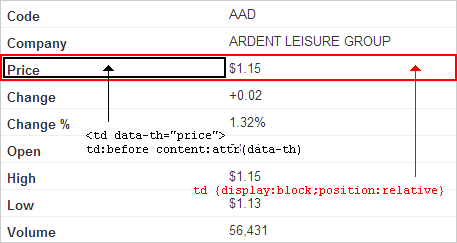 Code AAD
Company ARDENT LEISURE GROUP
Price $1.15
Change +0.02
Change % 1.32%
<td data-th="price">
td:before content:attr(data-th)
Open
High $1.15
td {display:block;position:relative}
Low $1.13
Volume 56,431